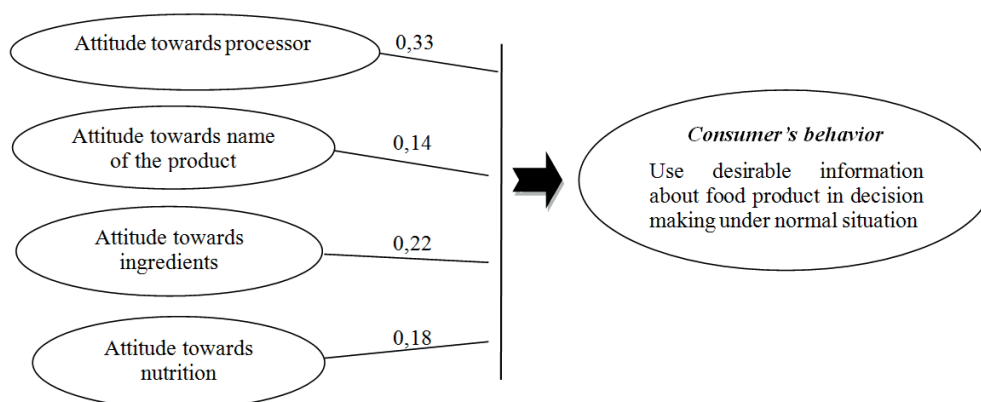 Attitude towards processor
0,33
Attitude towards name
of the product
0,14
Attitude towards
ingredients
0,22
Attitude towards
nutrition
0,18
Consumer's behavior
Use desirable information
about food product in decision
making under normal situation